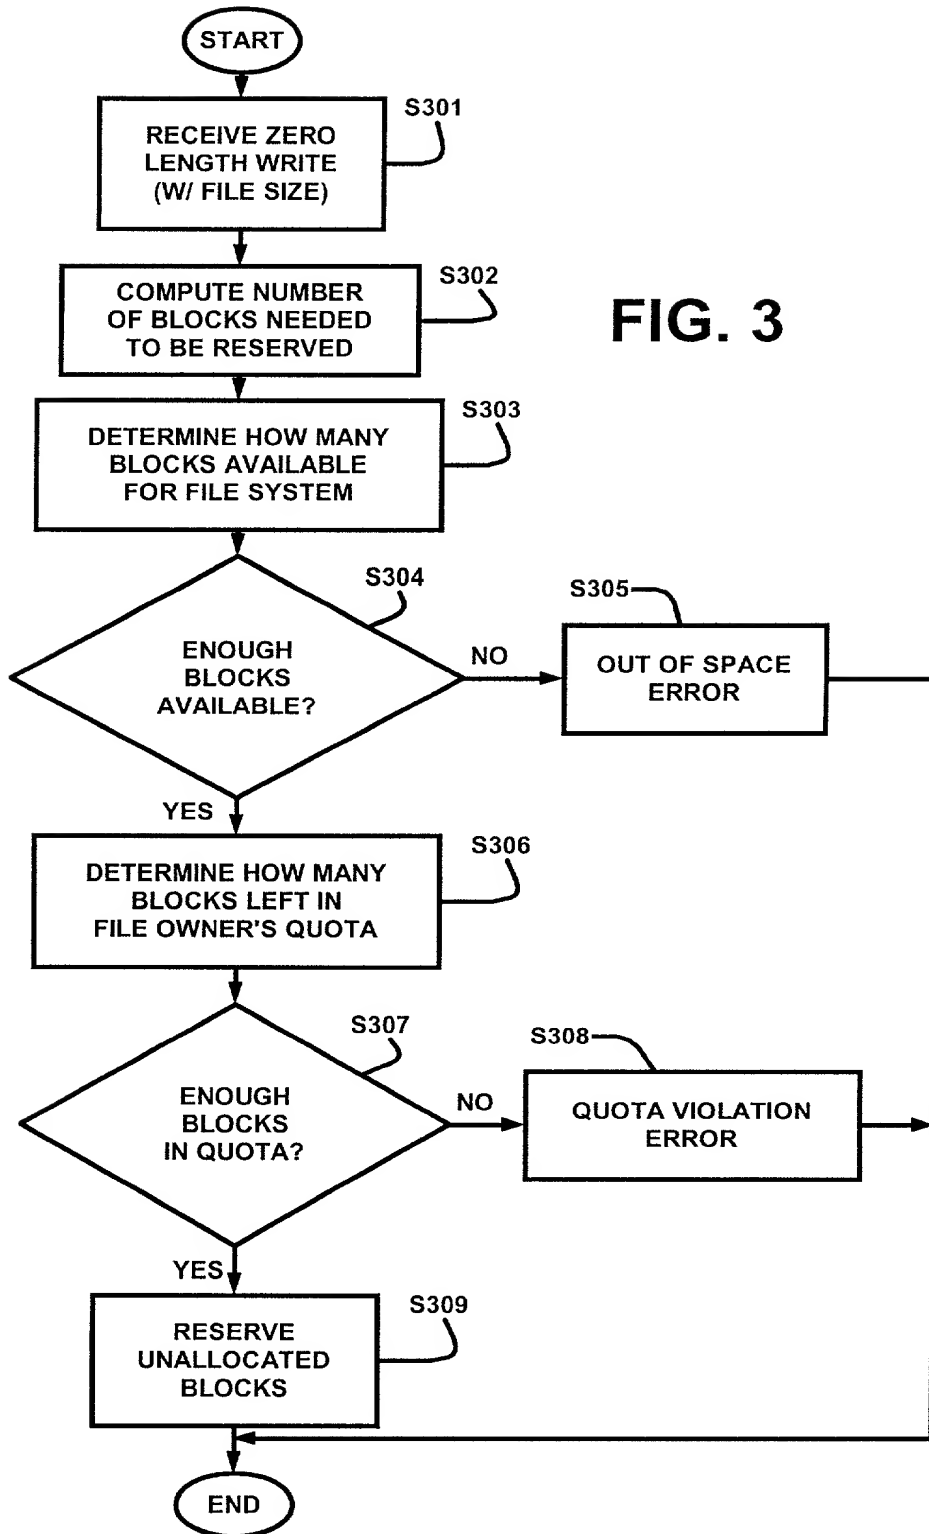 START
S301
RECEIVE ZERO
LENGTH WRITE
(W/ FILE SIZE)
S302
COMPUTE NUMBER
OF BLOCKS NEEDED
TO BE RESERVED
FIG. 3
S303
DETERMINE HOW MANY
BLOCKS AVAILABLE
FOR FILE SYSTEM
S304
ENOUGH
BLOCKS
AVAILABLE?
NO
S305
OUT OF SPACE
ERROR
YES
S306
DETERMINE HOW MANY
BLOCKS LEFT IN
FILE OWNER'S QUOTA
S307
ENOUGH
BLOCKS
IN QUOTA?
NO
S308
QUOTA VIOLATION
ERROR
YES
S309
RESERVE
UNALLOCATED
BLOCKS
END